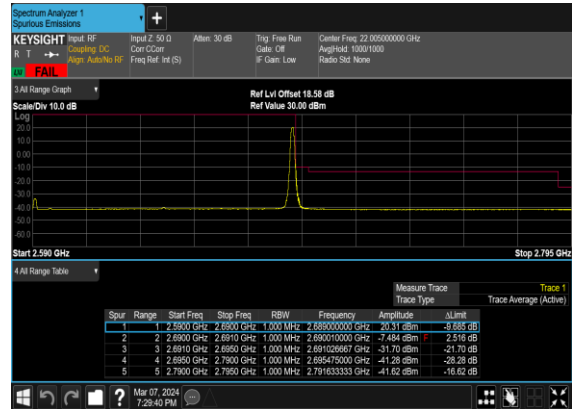 Spectrum Analyzer 1
Spurious Emissions
+
KEYSIGHT Input: RF Input Z: 50 Ω Atten: 30 dB Trig: Free Run Center Freq: 22.005000000 GHz
R T Coupling: DC Corr CCorr Gate: Off Avg|Hold: 1000/1000
Align: Auto/No RF Freq Ref: Int (S) IF Gain: Low Radio Std: None
LW FAIL
3 All Range Graph
Ref Lvl Offset 18.58 dB
Scale/Div 10.0 dB Ref Value 30.00 dBm
Log
20.0
10.0
0.00
-10.0
-20.0
-30.0
-40.0
-50.0
-60.0
Start 2.590 GHz Stop 2.795 GHz
4 All Range Table
Measure Trace Trace 1
Trace Type Trace Average (Active)
Spur Range Start Freq Stop Freq RBW Frequency Amplitude ΔLimit
1 1 2.5900 GHz 2.6900 GHz 1.000 MHz 2.689000000 GHz 20.31 dBm -9.685 dB
2 2 2.6900 GHz 2.6910 GHz 1.000 MHz 2.690010000 GHz -7.484 dBm F 2.516 dB
3 3 2.6910 GHz 2.6950 GHz 1.000 MHz 2.691026667 GHz -31.70 dBm -21.70 dB
4 4 2.6950 GHz 2.7900 GHz 1.000 MHz 2.695475000 GHz -41.28 dBm -28.28 dB
5 5 2.7900 GHz 2.7950 GHz 1.000 MHz 2.791633333 GHz -41.62 dBm -16.62 dB
? Mar 07, 2024
7:29:40 PM